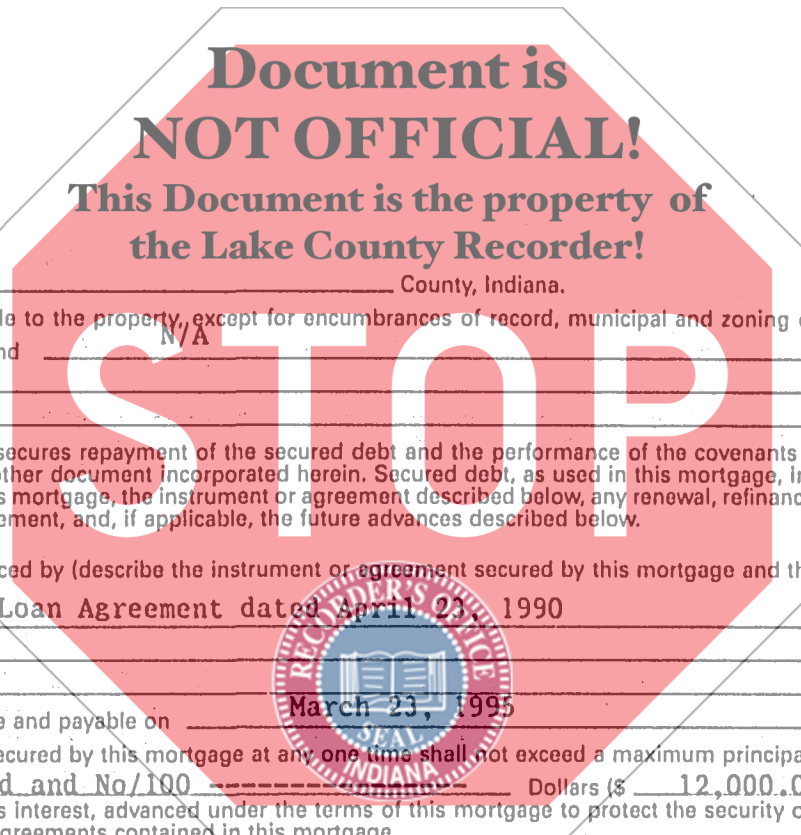 Document is
NOT OFFICIAL!
This Document is the property of
the Lake County Recorder!
County, Indiana.
le to the property, except for encumbrances of record, municipal and zoning
N/A
nd
STOP
secures repayment of the secured debt and the performance of the covenants
other document incorporated herein. Secured debt, as used in this mortgage, in
s mortgage, the instrument or agreement described below, any renewal, refinanc
ement, and, if applicable, the future advances described below.
ced by (describe the instrument or agreement secured by this mortgage and th
Loan Agreement dated April 23, 1990
RECORDER'S OFFICE
SEAL
INDIANA
March 23, 1995
e and payable on
ecured by this mortgage at any one time shall not exceed a maximum principa
d and No/100 ---------------------- Dollars ($ 12,000.0
s interest, advanced under the terms of this mortgage to protect the security o
agreements contained in this mortgage